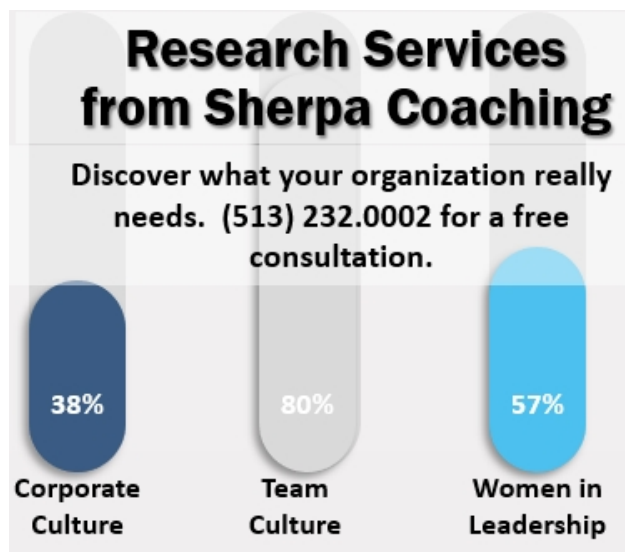 Research Services
from Sherpa Coaching
Discover what your organization really
needs.  (513) 232.0002 for a free
consultation.
38%
80%
57%
Corporate
Culture
Team
Culture
Women in
Leadership